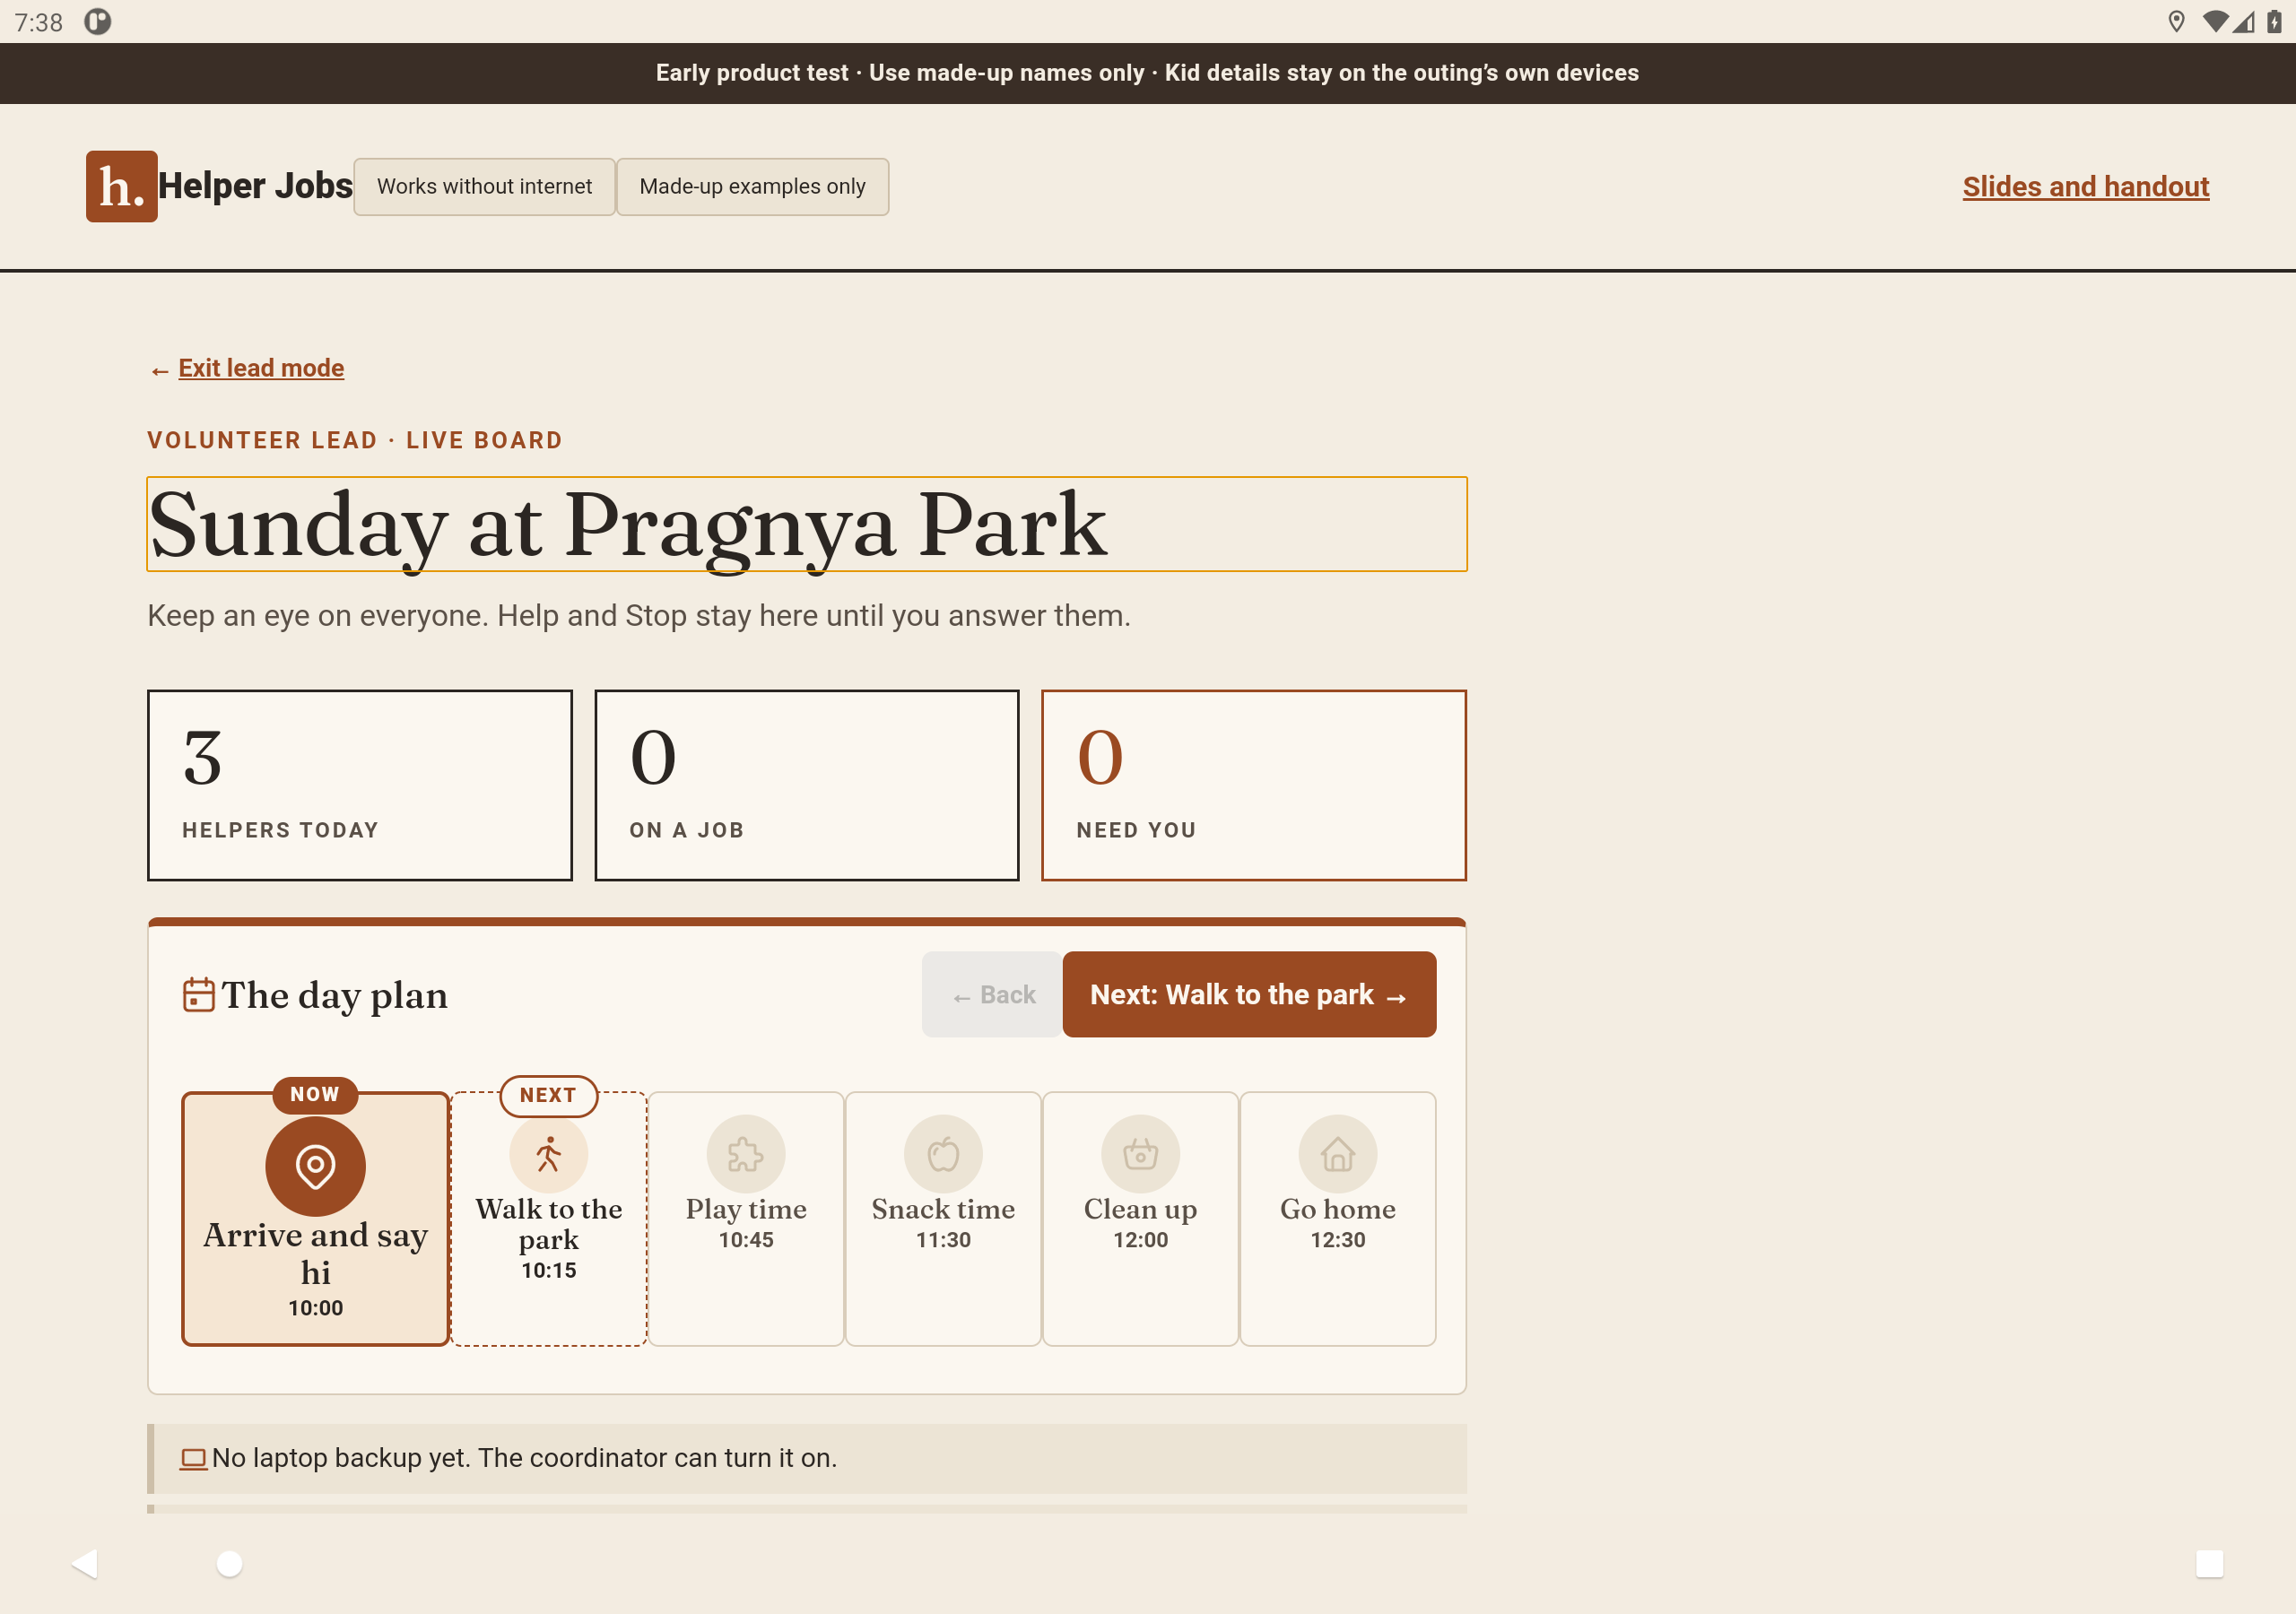 7:38
Early product test · Use made-up names only · Kid details stay on the outing’s own devices
h. Helper Jobs Works without internet Made-up examples only Slides and handout
← Exit lead mode
VOLUNTEER LEAD · LIVE BOARD
Sunday at Pragnya Park
Keep an eye on everyone. Help and Stop stay here until you answer them.
3
HELPERS TODAY
0
ON A JOB
0
NEED YOU
The day plan
← Back
Next: Walk to the park →
NOW
Arrive and say
hi
10:00
NEXT
Walk to the
park
10:15
Play time
10:45
Snack time
11:30
Clean up
12:00
Go home
12:30
No laptop backup yet. The coordinator can turn it on.